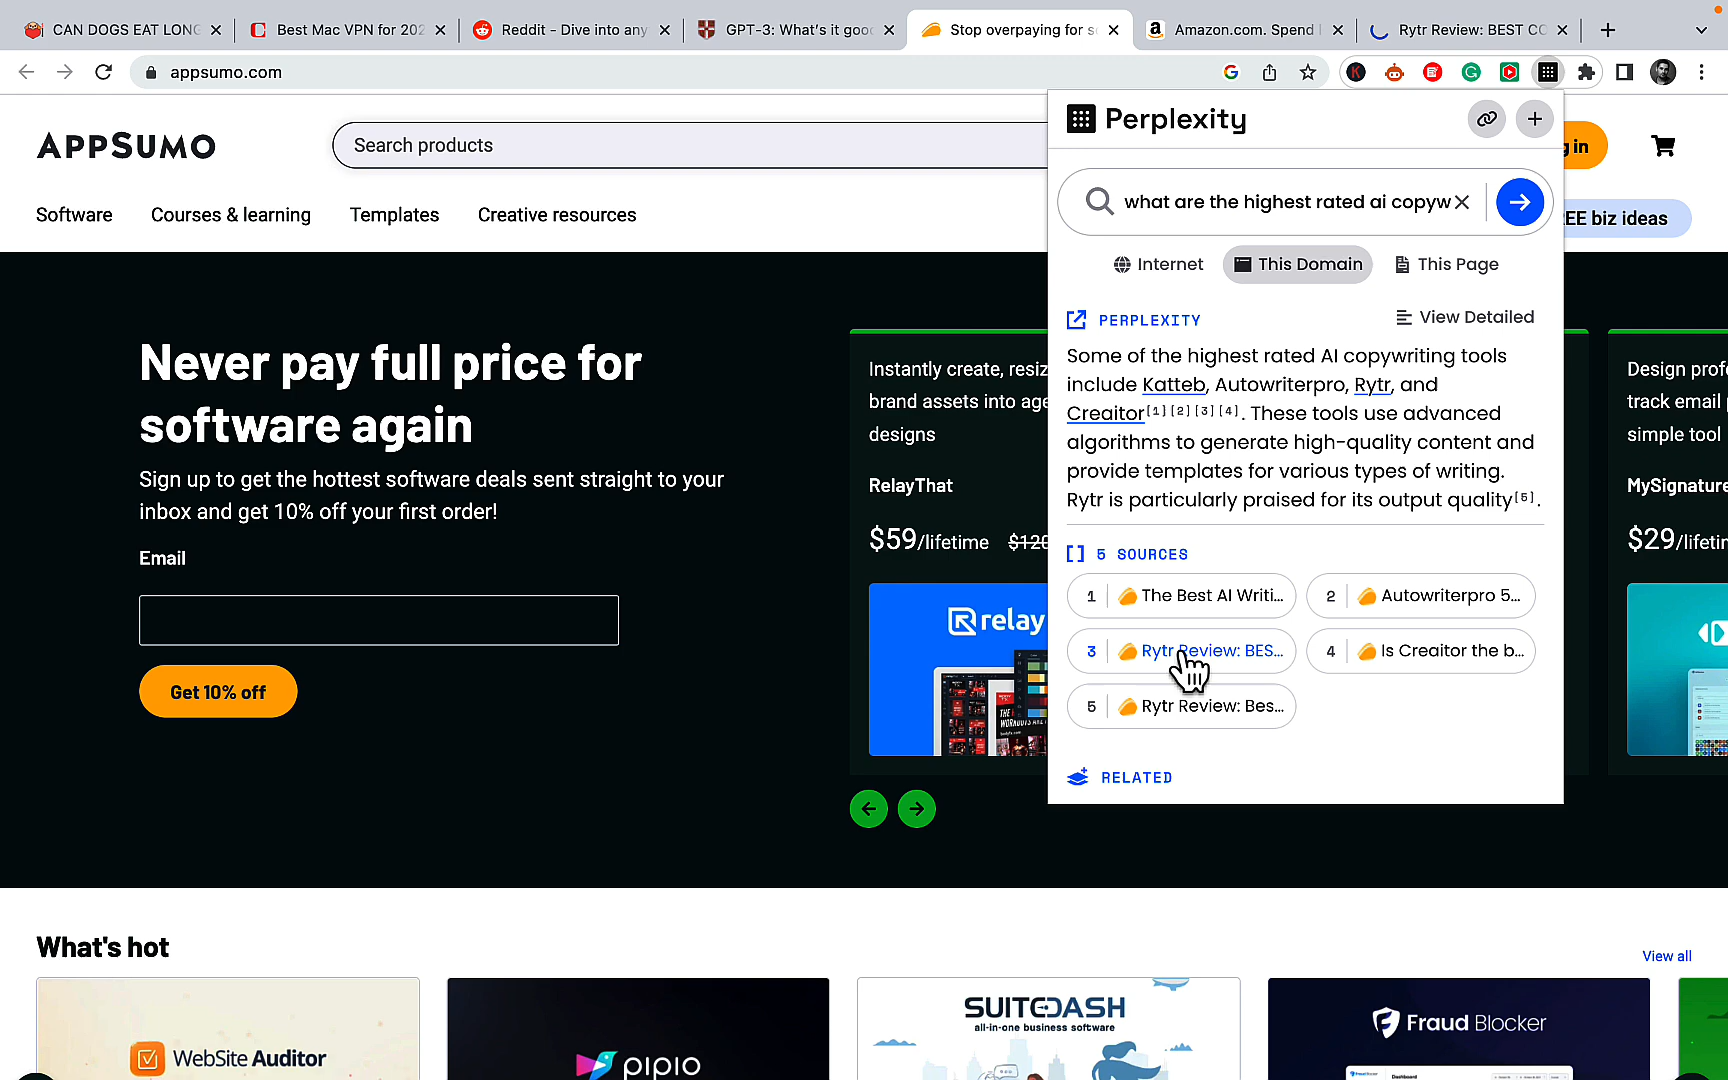 CAN DOGS EAT LONG
Best Mac VPN for 202
Reddit - Dive into any
GPT-3: What's it good
Stop overpaying for so
Amazon.com. Spend
Rytr Review: BEST CO
appsumo.com
APPSUMO
Search products
g in
Software
Courses & learning
Templates
Creative resources
EE biz ideas
Never pay full price for
software again
Sign up to get the hottest software deals sent straight to your
inbox and get 10% off your first order!
Email
Get 10% off
Instantly create, resiz
brand assets into age
designs
RelayThat
$59/lifetime $120
relay
Perplexity
what are the highest rated ai copyw
Internet
This Domain
This Page
PERPLEXITY
View Detailed
Some of the highest rated AI copywriting tools
include Katteb, Autowriterpro, Rytr, and
Creaitor[1][2][3][4]. These tools use advanced
algorithms to generate high-quality content and
provide templates for various types of writing.
Rytr is particularly praised for its output quality[5].
5 SOURCES
1 The Best AI Writi...
2 Autowriterpro 5...
3 Rytr Review: BES...
4 Is Creaitor the b...
5 Rytr Review: Bes...
RELATED
Design prof
track email
simple tool
MySignature
$29/lifeti
What's hot
View all
WebSite Auditor
pipio
SUITEDASH
all-in-one business software
Fraud Blocker
Dashboard